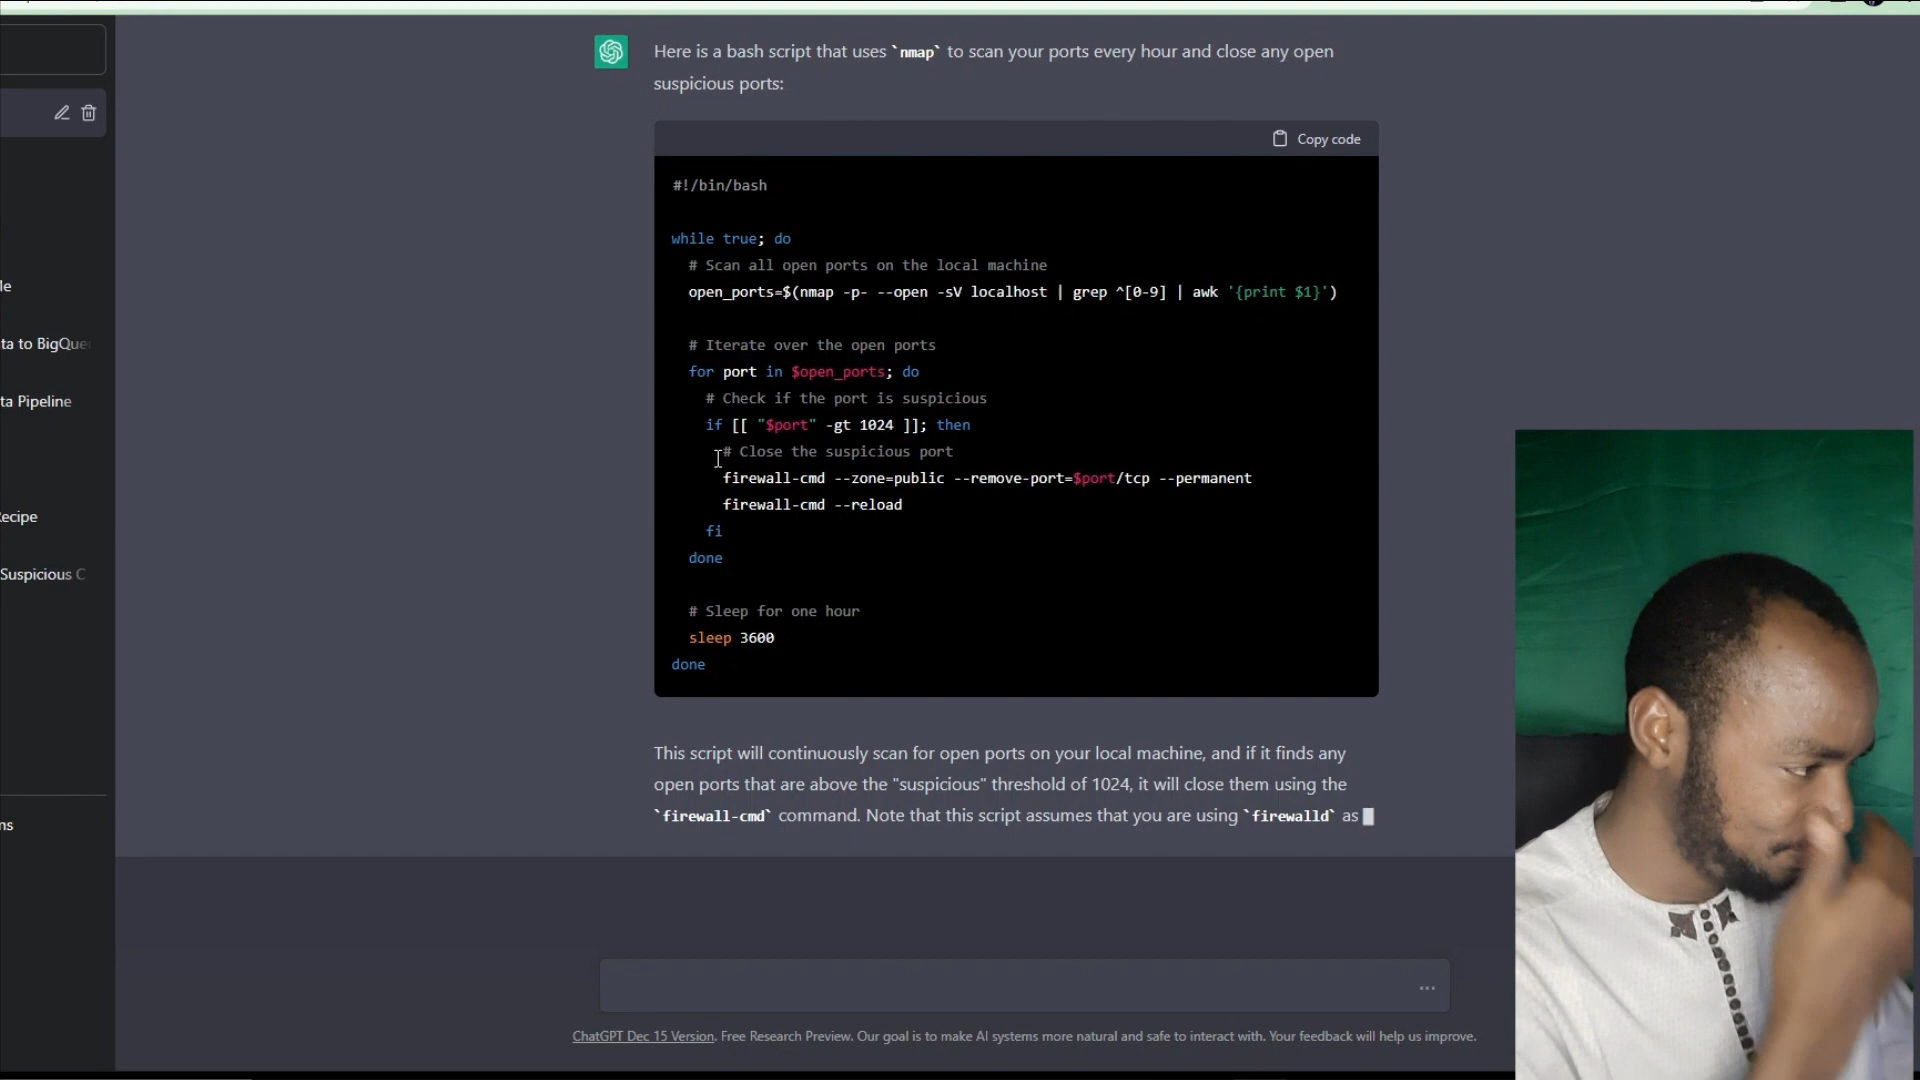 Here is a bash script that uses `nmap` to scan your ports every hour and close any open
suspicious ports:
Copy code
#!/bin/bash
while true; do
# Scan all open ports on the local machine
open_ports=$(nmap -p- --open -sV localhost | grep ^[0-9] | awk '{print $1}')
# Iterate over the open ports
for port in $open_ports; do
# Check if the port is suspicious
if [[ "$port" -gt 1024 ]]; then
# Close the suspicious port
firewall-cmd --zone=public --remove-port=$port/tcp --permanent
firewall-cmd --reload
fi
done
# Sleep for one hour
sleep 3600
done
This script will continuously scan for open ports on your local machine, and if it finds any
open ports that are above the "suspicious" threshold of 1024, it will close them using the
`firewall-cmd` command. Note that this script assumes that you are using `firewalld` as
ta to BigQue
ta Pipeline
ecipe
Suspicious C
ns
ChatGPT Dec 15 Version. Free Research Preview. Our goal is to make AI systems more natural and safe to interact with. Your feedback will help us improve.